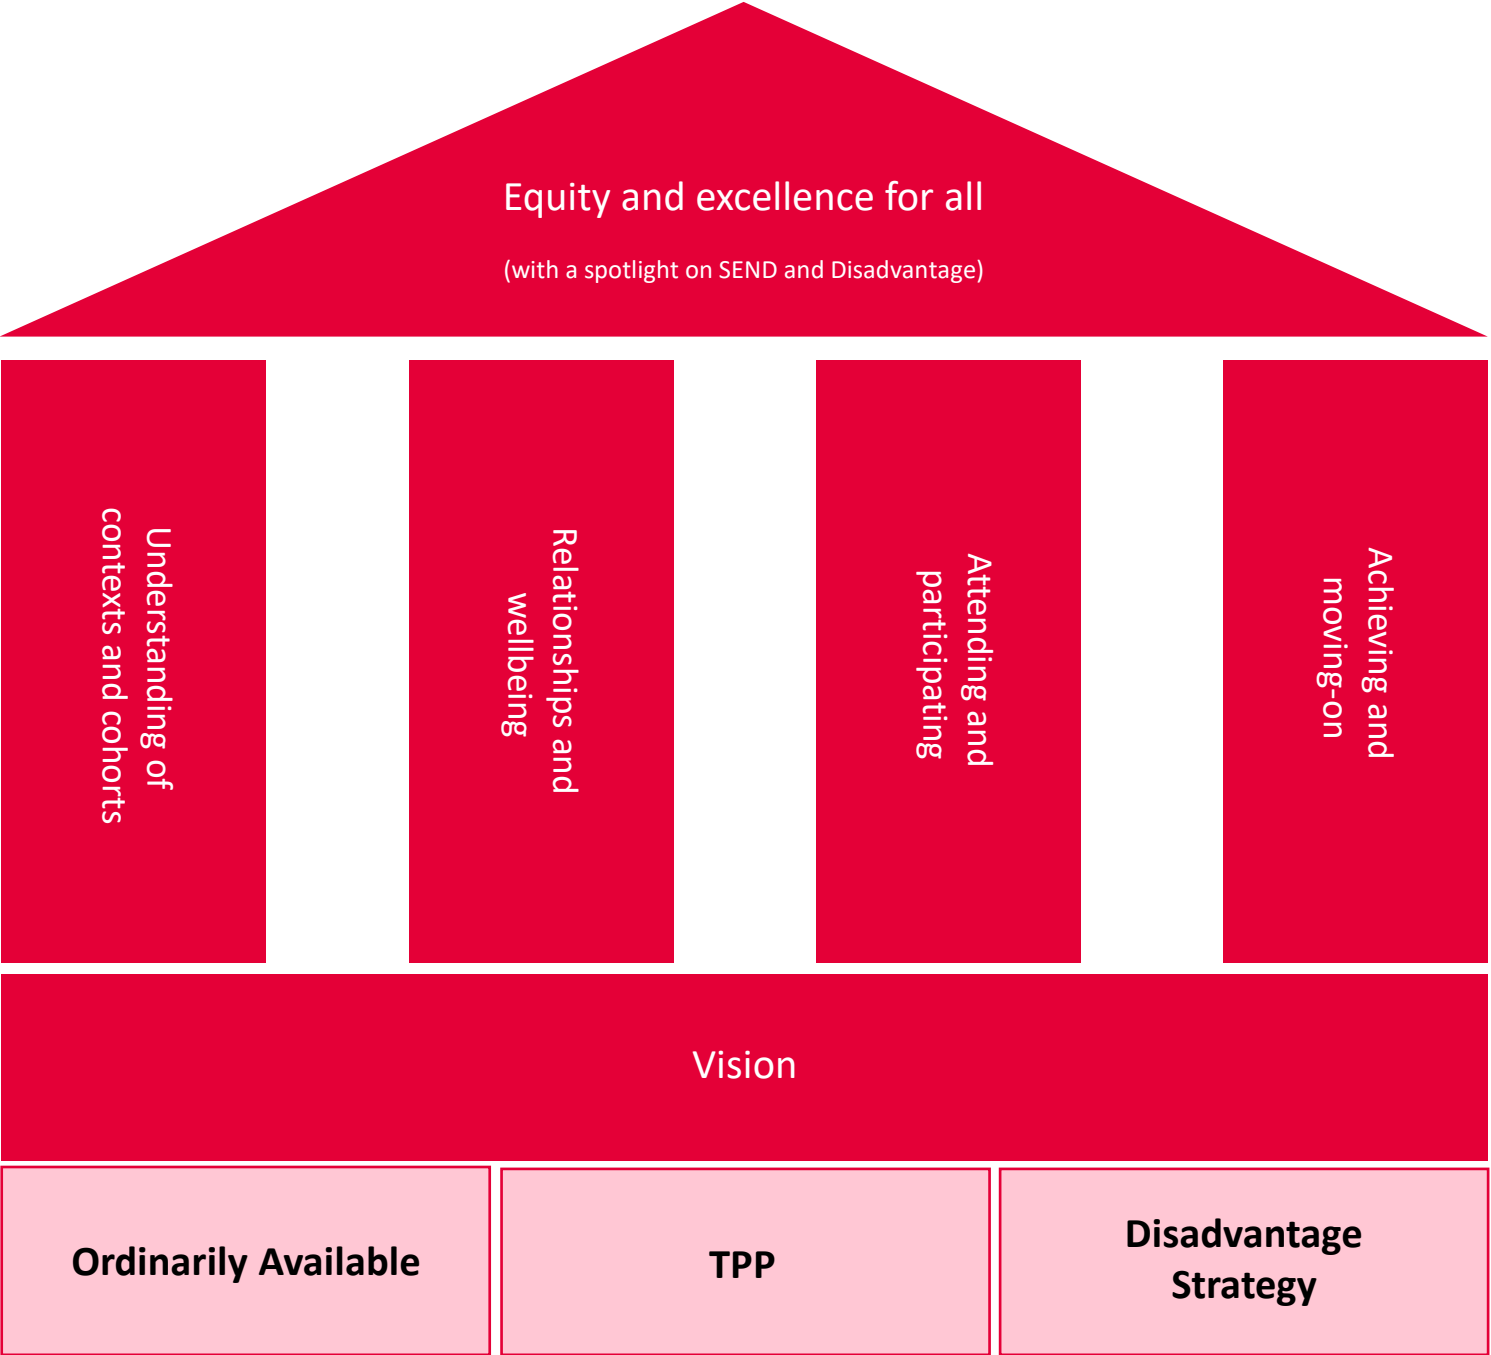 Equity and excellence for all
(with a spotlight on SEND and Disadvantage)
Understanding of
contexts and cohorts
Relationships and
wellbeing
Attending and
participating
Achieving and
moving-on
Vision
Ordinarily Available
TPP
Disadvantage
Strategy